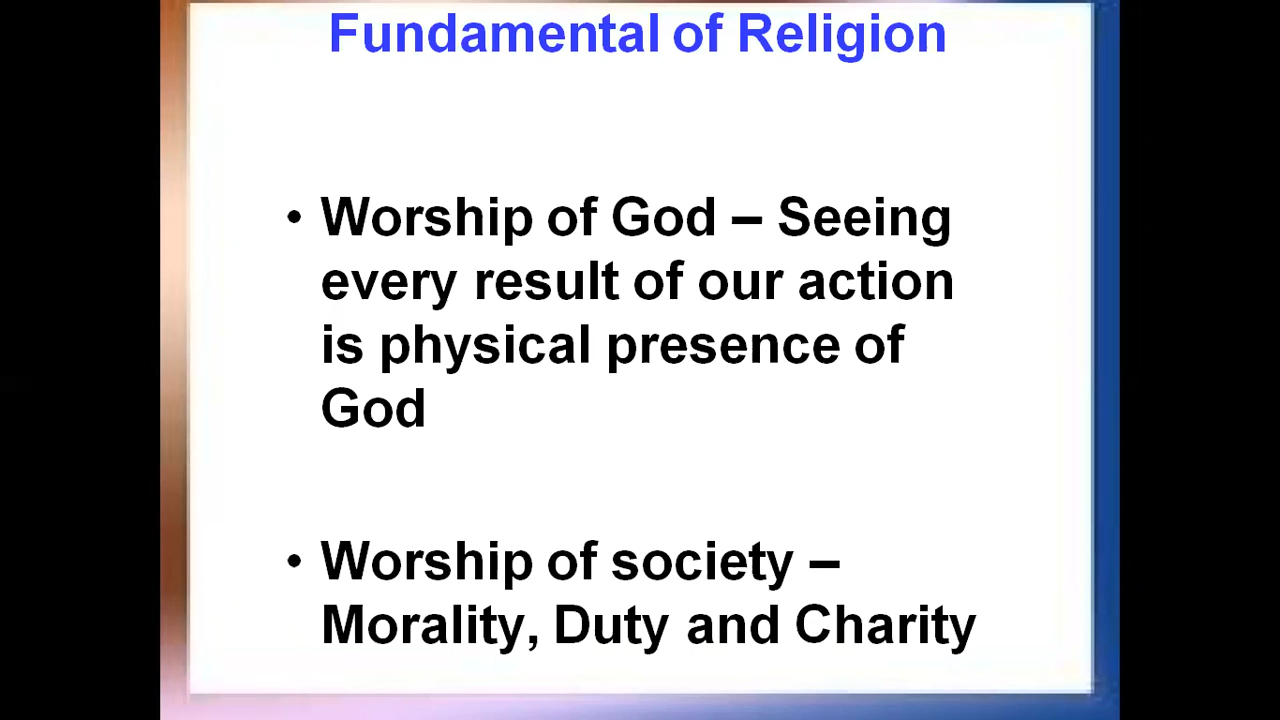 Fundamental of Religion
• Worship of God – Seeing
every result of our action
is physical presence of
God
• Worship of society –
Morality, Duty and Charity